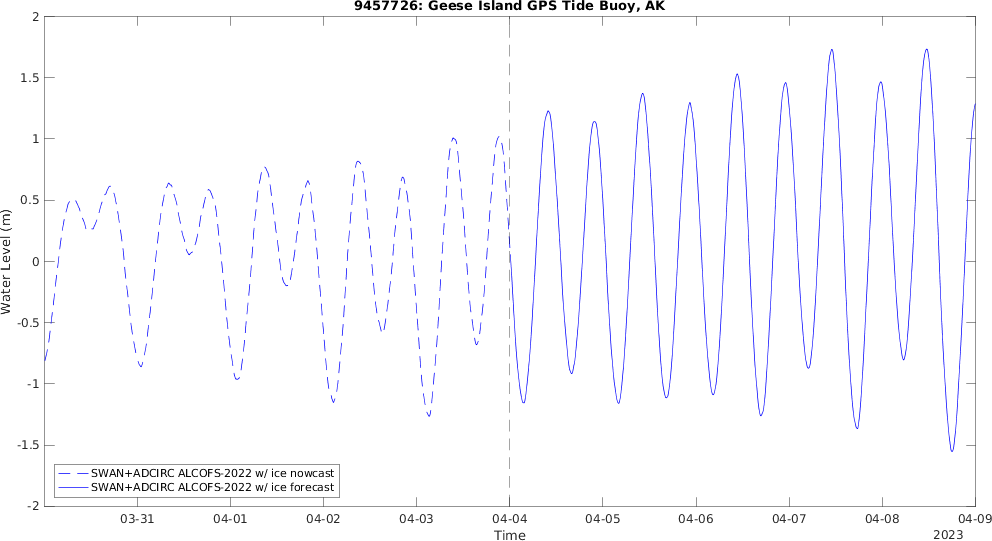 9457726: Geese Island GPS Tide Buoy, AK
2
1.5
1
0.5
0
-0.5
-1
-1.5
-2
Water Level (m)
SWAN+ADCIRC ALCOFS-2022 w/ ice nowcast
SWAN+ADCIRC ALCOFS-2022 w/ ice forecast
03-31 04-01 04-02 04-03 04-04 04-05 04-06 04-07 04-08 04-09
Time
2023